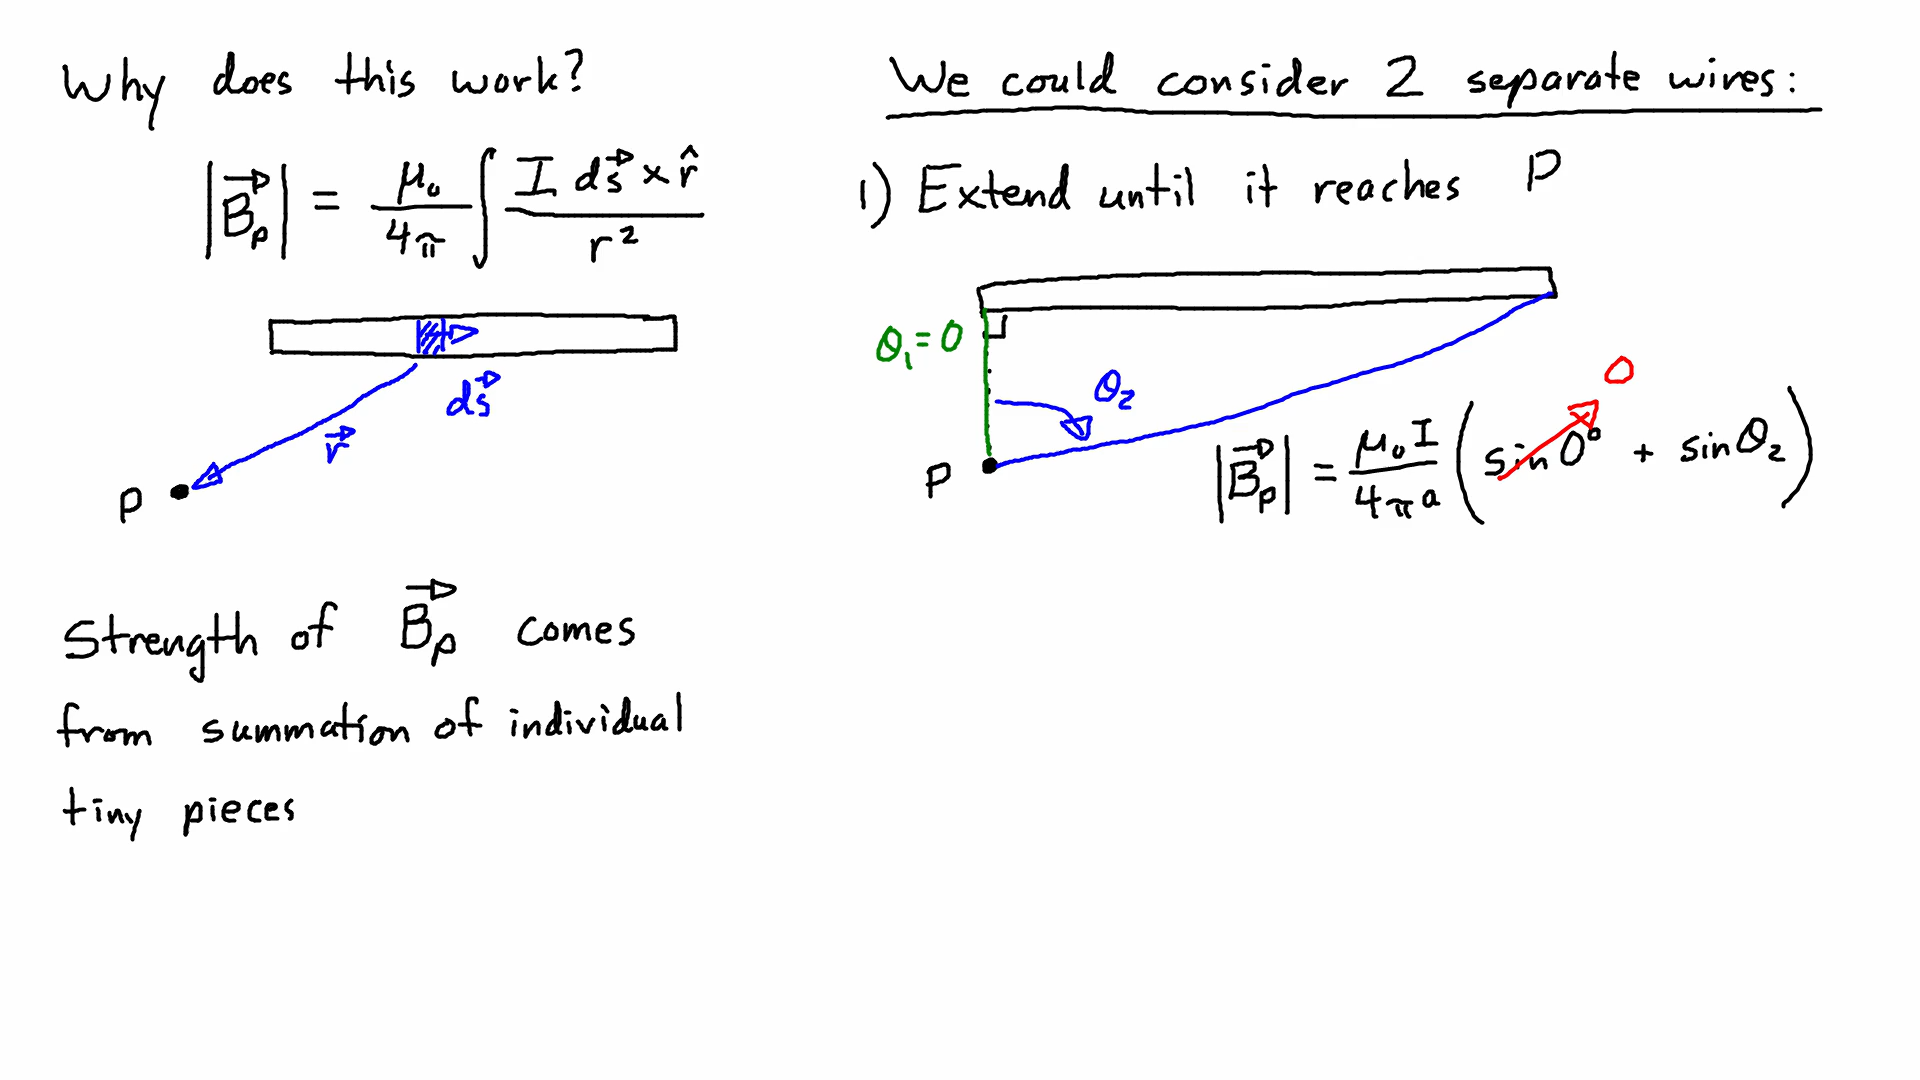 Why does this work?
|B⃗ₚ| = μ₀/4π ∫ I ds⃗ × r̂ / r²
ds⃗
r⃗
P
Strength of B⃗ₚ comes
from summation of individual
tiny pieces
We could consider 2 separate wires:
1) Extend until it reaches P
θ₁ = 0
θ₂
0
P
|B⃗ₚ| = μ₀I/4πa (sin 0° + sin θ₂)